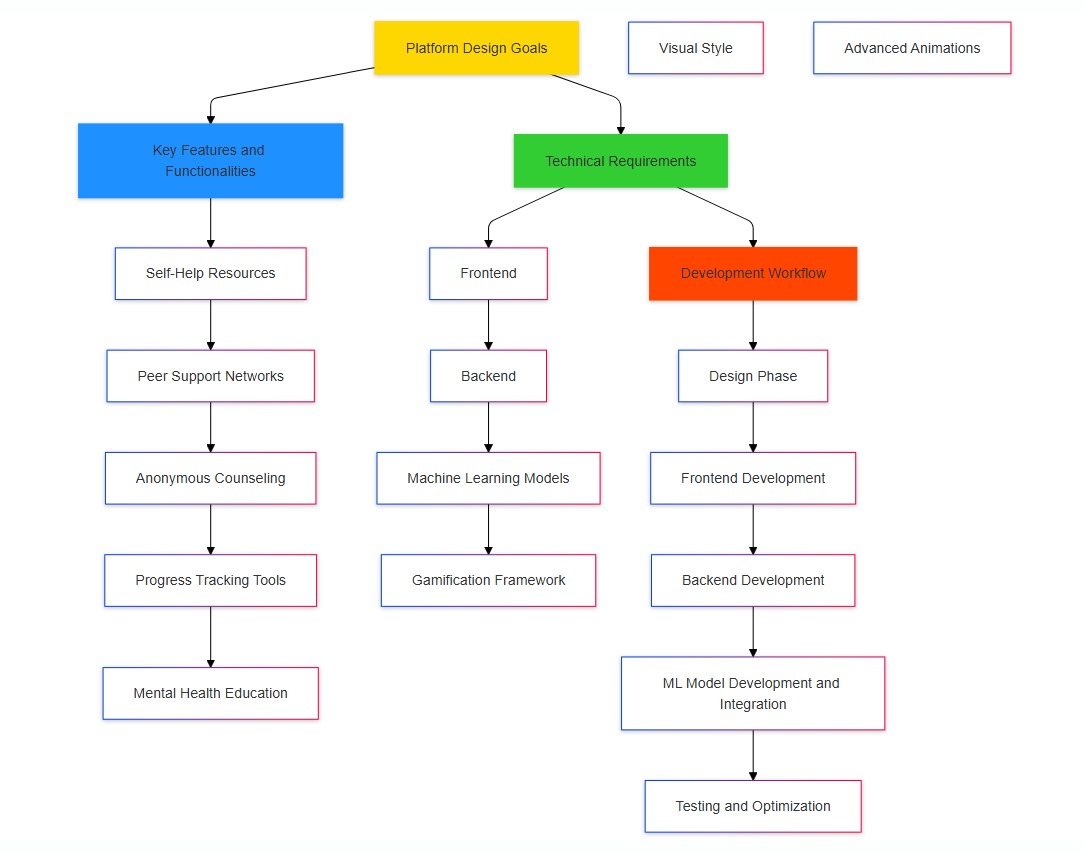 Platform Design Goals
Visual Style
Advanced Animations
Key Features and
Functionalities
Technical Requirements
Self-Help Resources
Frontend
Development Workflow
Peer Support Networks
Backend
Design Phase
Anonymous Counseling
Machine Learning Models
Frontend Development
Progress Tracking Tools
Gamification Framework
Backend Development
Mental Health Education
ML Model Development and
Integration
Testing and Optimization